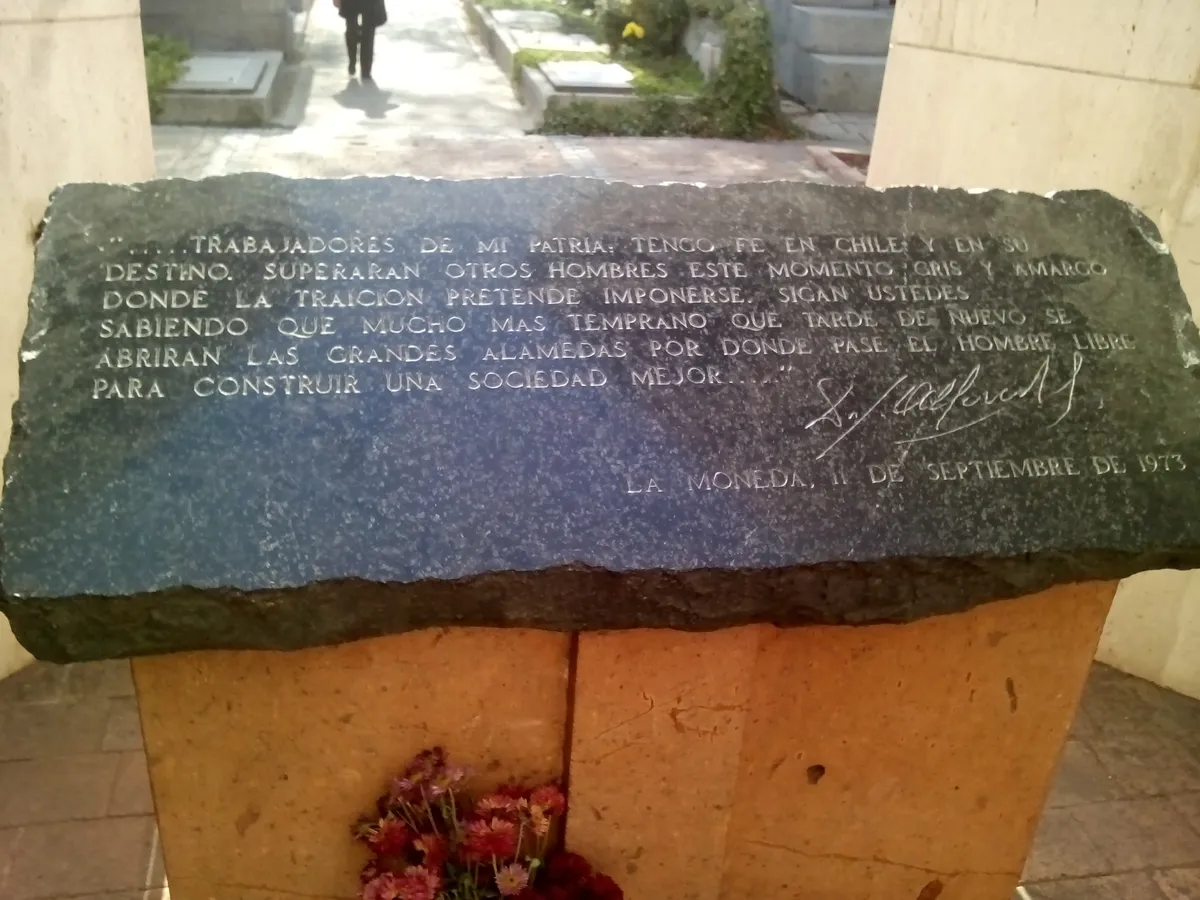 ".....TRABAJADORES DE MI PATRIA: TENGO FE EN CHILE Y EN SU
DESTINO. SUPERARAN OTROS HOMBRES ESTE MOMENTO GRIS Y AMARGO
DONDE LA TRAICION PRETENDE IMPONERSE. SIGAN USTEDES
SABIENDO QUE MUCHO MAS TEMPRANO QUE TARDE DE NUEVO SE
ABRIRAN LAS GRANDES ALAMEDAS POR DONDE PASE EL HOMBRE LIBRE
PARA CONSTRUIR UNA SOCIEDAD MEJOR....."
LA MONEDA, 11 DE SEPTIEMBRE DE 1973